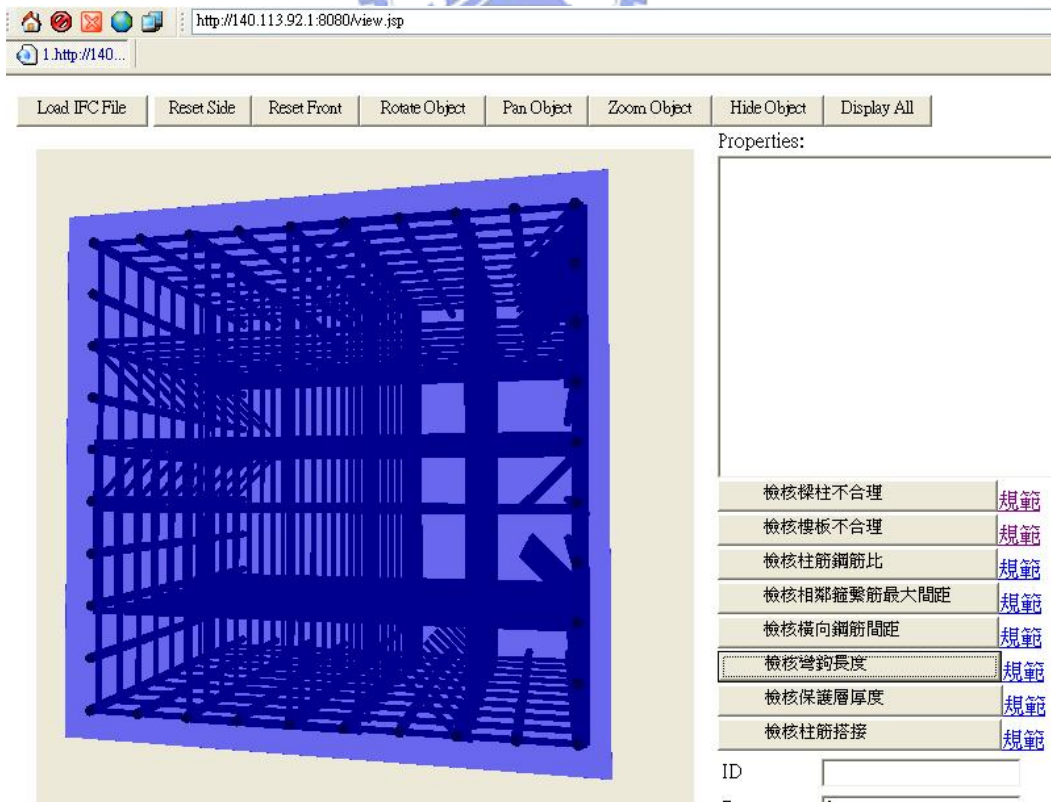 http://140.113.92.1:8080/view.jsp
1.http://140...
Load IFC File Reset Side Reset Front Rotate Object Pan Object Zoom Object Hide Object Display All
Properties:
檢核樑柱不合理 規範
檢核樓板不合理 規範
檢核柱筋鋼筋比 規範
檢核相鄰箍繫筋最大間距 規範
檢核橫向鋼筋間距 規範
檢核彎鉤長度 規範
檢核保護層厚度 規範
檢核柱筋搭接 規範
ID